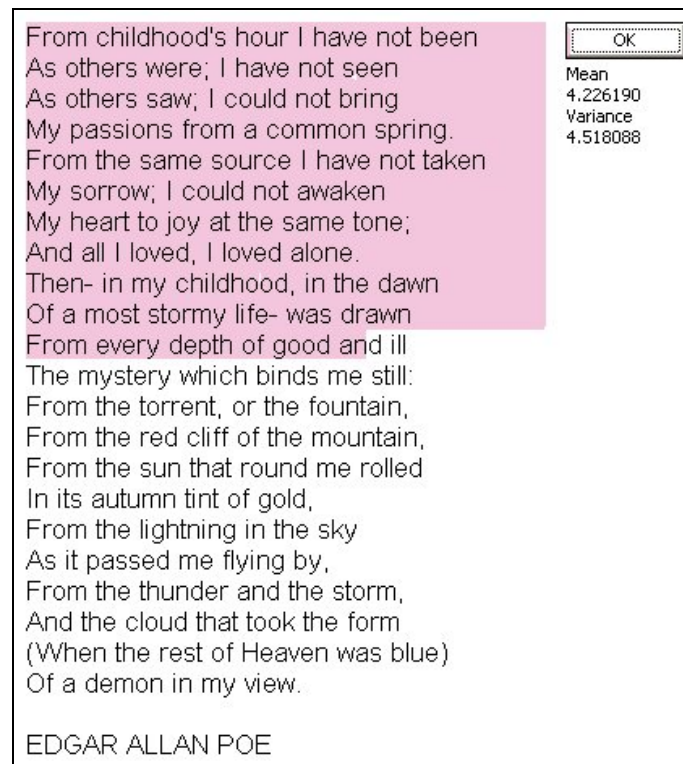 From childhood's hour I have not been
As others were; I have not seen
As others saw; I could not bring
My passions from a common spring.
From the same source I have not taken
My sorrow; I could not awaken
My heart to joy at the same tone;
And all I loved, I loved alone.
Then- in my childhood, in the dawn
Of a most stormy life- was drawn
From every depth of good and ill
The mystery which binds me still:
From the torrent, or the fountain,
From the red cliff of the mountain,
From the sun that round me rolled
In its autumn tint of gold,
From the lightning in the sky
As it passed me flying by,
From the thunder and the storm,
And the cloud that took the form
(When the rest of Heaven was blue)
Of a demon in my view.
EDGAR ALLAN POE
OK
Mean
4.226190
Variance
4.518088